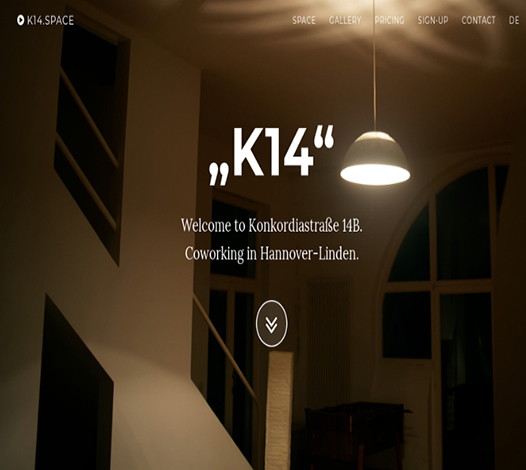 K14.SPACE
SPACE GALLERY PRICING SIGN-UP CONTACT DE
„K14“
Welcome to Konkordiastraße 14B.
Coworking in Hannover-Linden.